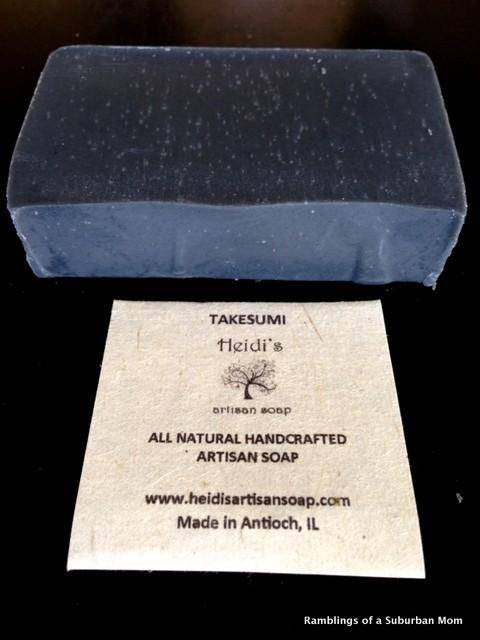 TAKESUMI
Heidi's
artisan soap
ALL NATURAL HANDCRAFTED
ARTISAN SOAP
www.heidisartisansoap.com
Made in Antioch, IL
Ramblings of a Suburban Mom